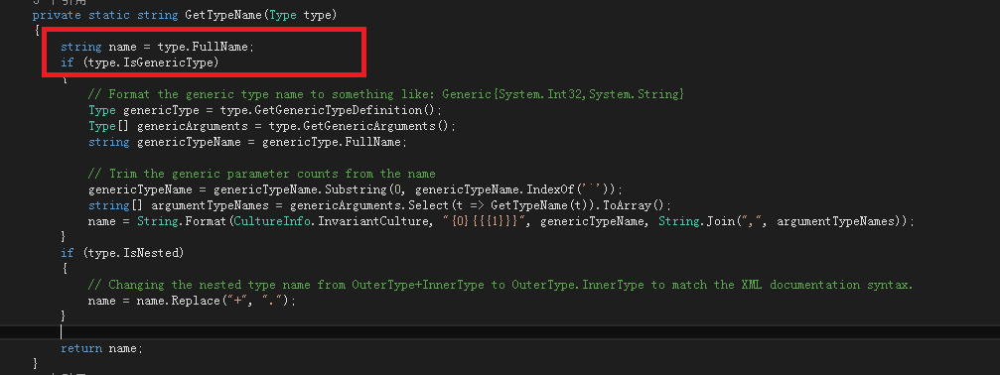 private static string GetTypeName(Type type)
{
string name = type.FullName;
if (type.IsGenericType)
{
// Format the generic type name to something like: Generic{System.Int32,System.String}
Type genericType = type.GetGenericTypeDefinition();
Type[] genericArguments = type.GetGenericArguments();
string genericTypeName = genericType.FullName;
// Trim the generic parameter counts from the name
genericTypeName = genericTypeName.Substring(0, genericTypeName.IndexOf('`'));
string[] argumentTypeNames = genericArguments.Select(t => GetTypeName(t)).ToArray();
name = String.Format(CultureInfo.InvariantCulture, "{0}{{{1}}}", genericTypeName, String.Join(",", argumentTypeNames));
}
if (type.IsNested)
{
// Changing the nested type name from OuterType+InnerType to OuterType.InnerType to match the XML documentation syntax.
name = name.Replace("+", ".");
}
return name;
}